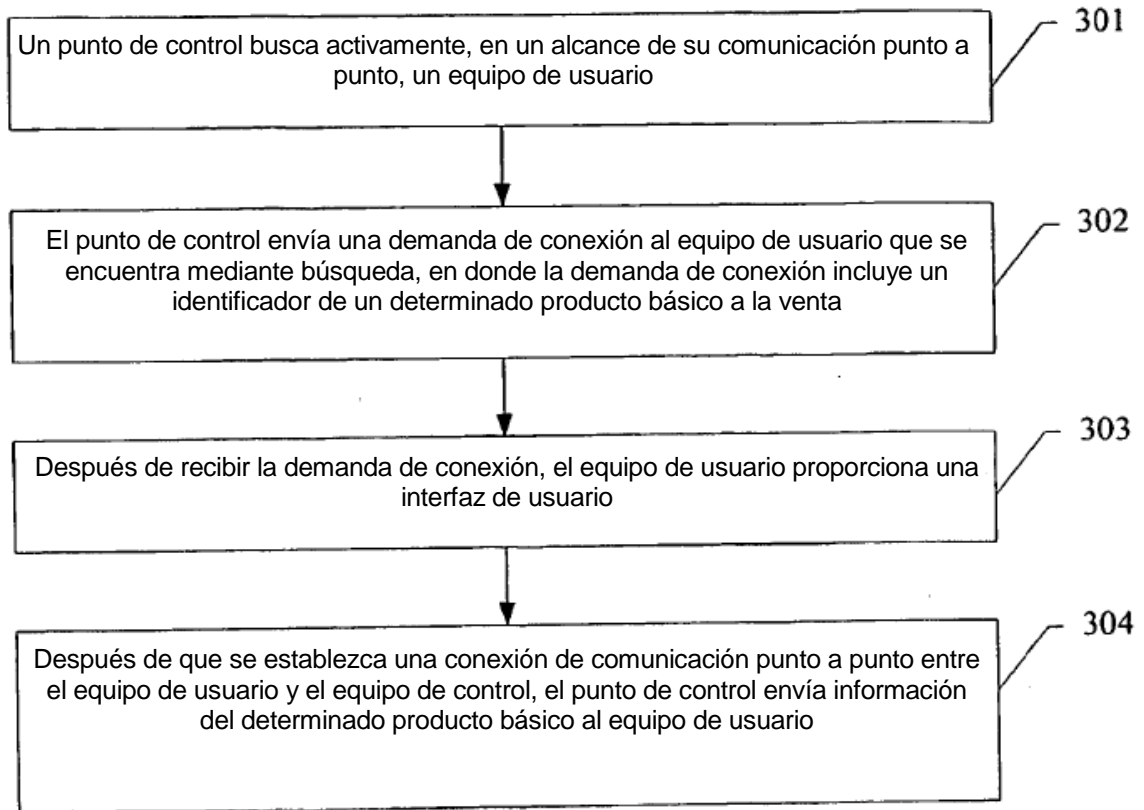 301
Un punto de control busca activamente, en un alcance de su comunicación punto a
punto, un equipo de usuario
302
El punto de control envía una demanda de conexión al equipo de usuario que se
encuentra mediante búsqueda, en donde la demanda de conexión incluye un
identificador de un determinado producto básico a la venta
303
Después de recibir la demanda de conexión, el equipo de usuario proporciona una
interfaz de usuario
304
Después de que se establezca una conexión de comunicación punto a punto entre
el equipo de usuario y el equipo de control, el punto de control envía información
del determinado producto básico al equipo de usuario